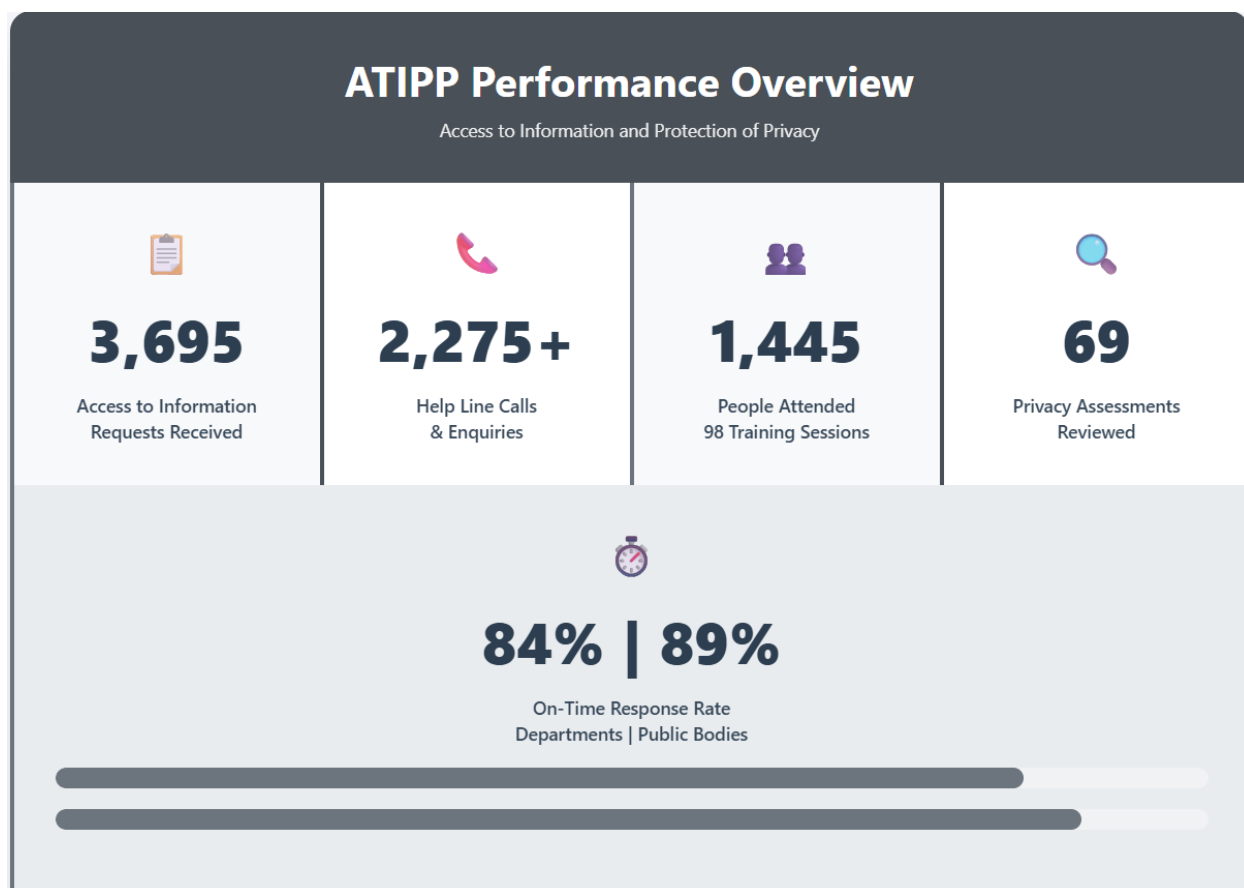 ATIPP Performance Overview
Access to Information and Protection of Privacy
3,695
Access to Information
Requests Received
2,275+
Help Line Calls
& Enquiries
1,445
People Attended
98 Training Sessions
69
Privacy Assessments
Reviewed
84% | 89%
On-Time Response Rate
Departments | Public Bodies